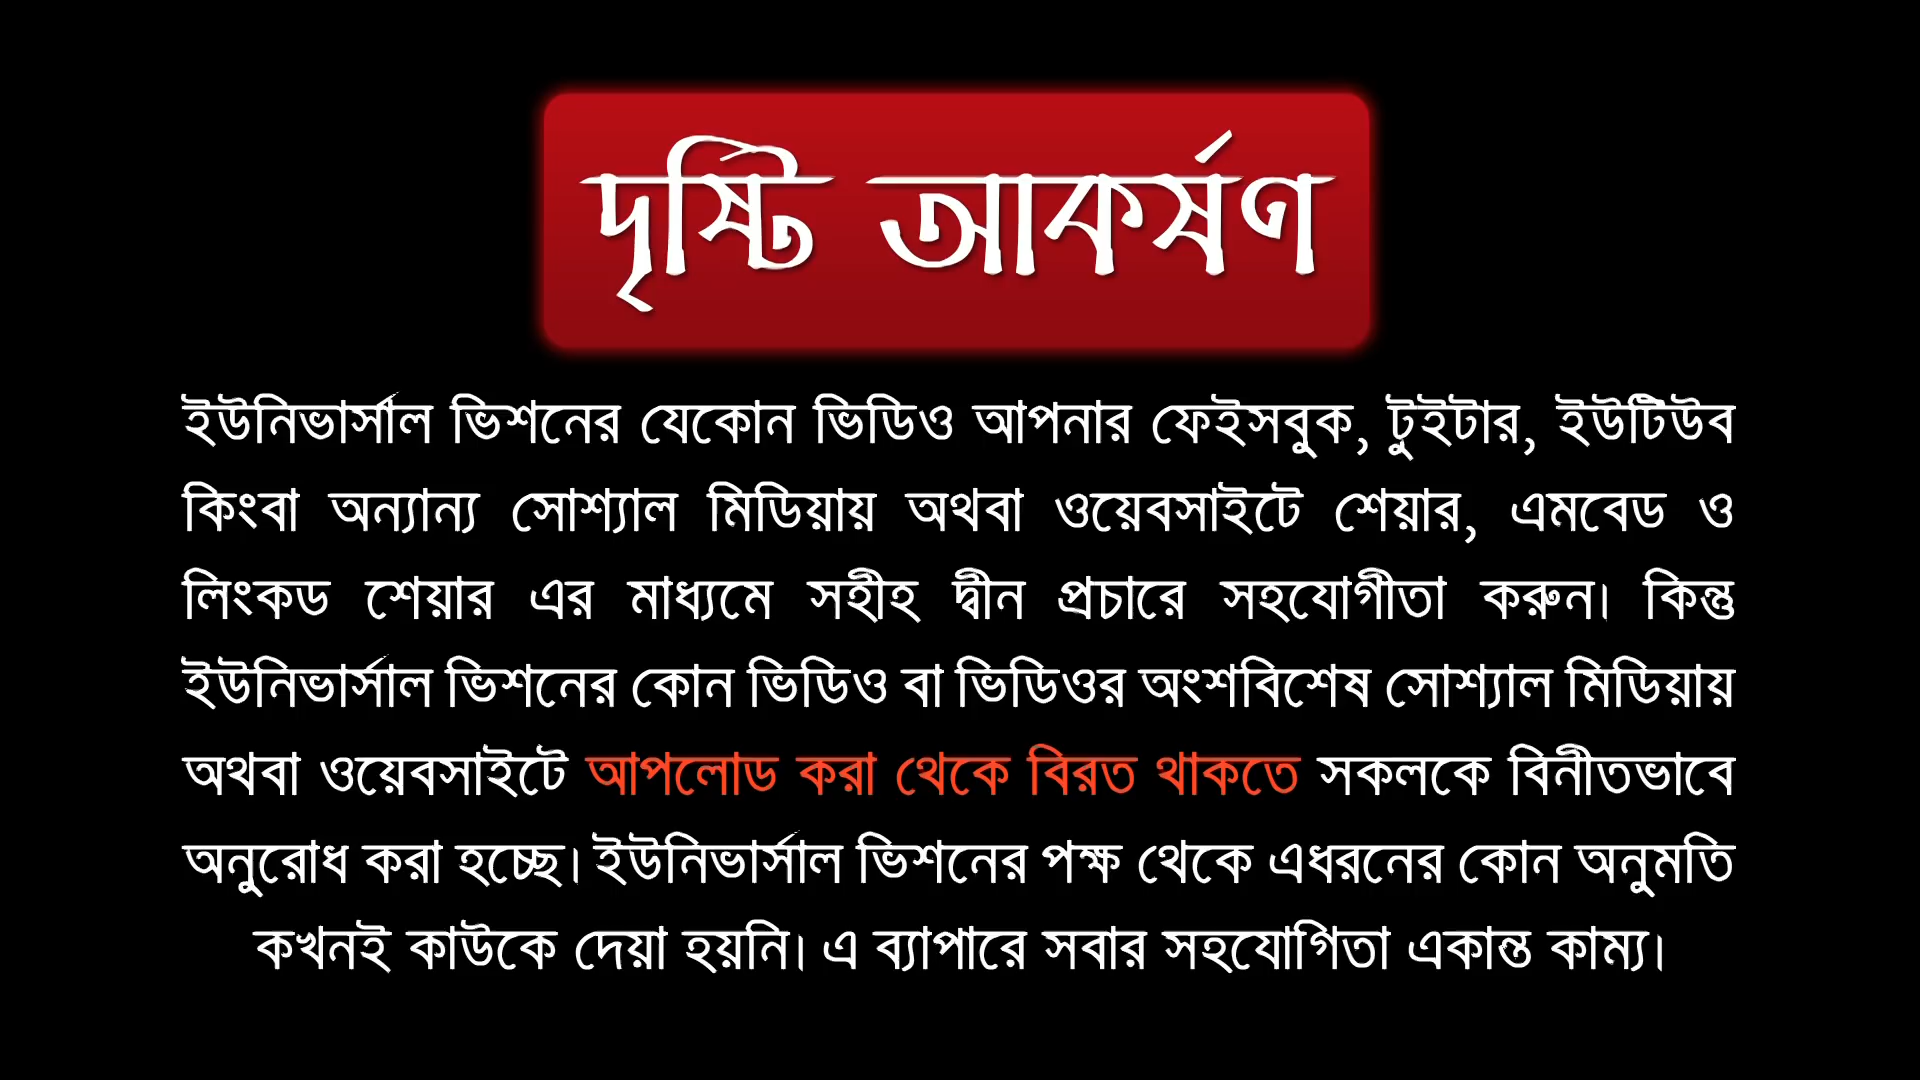 দৃষ্টি আকর্ষণ
ইউনিভার্সাল ভিশনের যেকোন ভিডিও আপনার ফেইসবুক, টুইটার, ইউটিউব
কিংবা অন্যান্য সোশ্যাল মিডিয়ায় অথবা ওয়েবসাইটে শেয়ার, এমবেড ও
লিংকড শেয়ার এর মাধ্যমে সহীহ দ্বীন প্রচারে সহযোগীতা করুন। কিন্তু
ইউনিভার্সাল ভিশনের কোন ভিডিও বা ভিডিওর অংশবিশেষ সোশ্যাল মিডিয়ায়
অথবা ওয়েবসাইটে আপলোড করা থেকে বিরত থাকতে সকলকে বিনীতভাবে
অনুরোধ করা হচ্ছে। ইউনিভার্সাল ভিশনের পক্ষ থেকে এধরনের কোন অনুমতি
কখনই কাউকে দেয়া হয়নি। এ ব্যাপারে সবার সহযোগিতা একান্ত কাম্য।